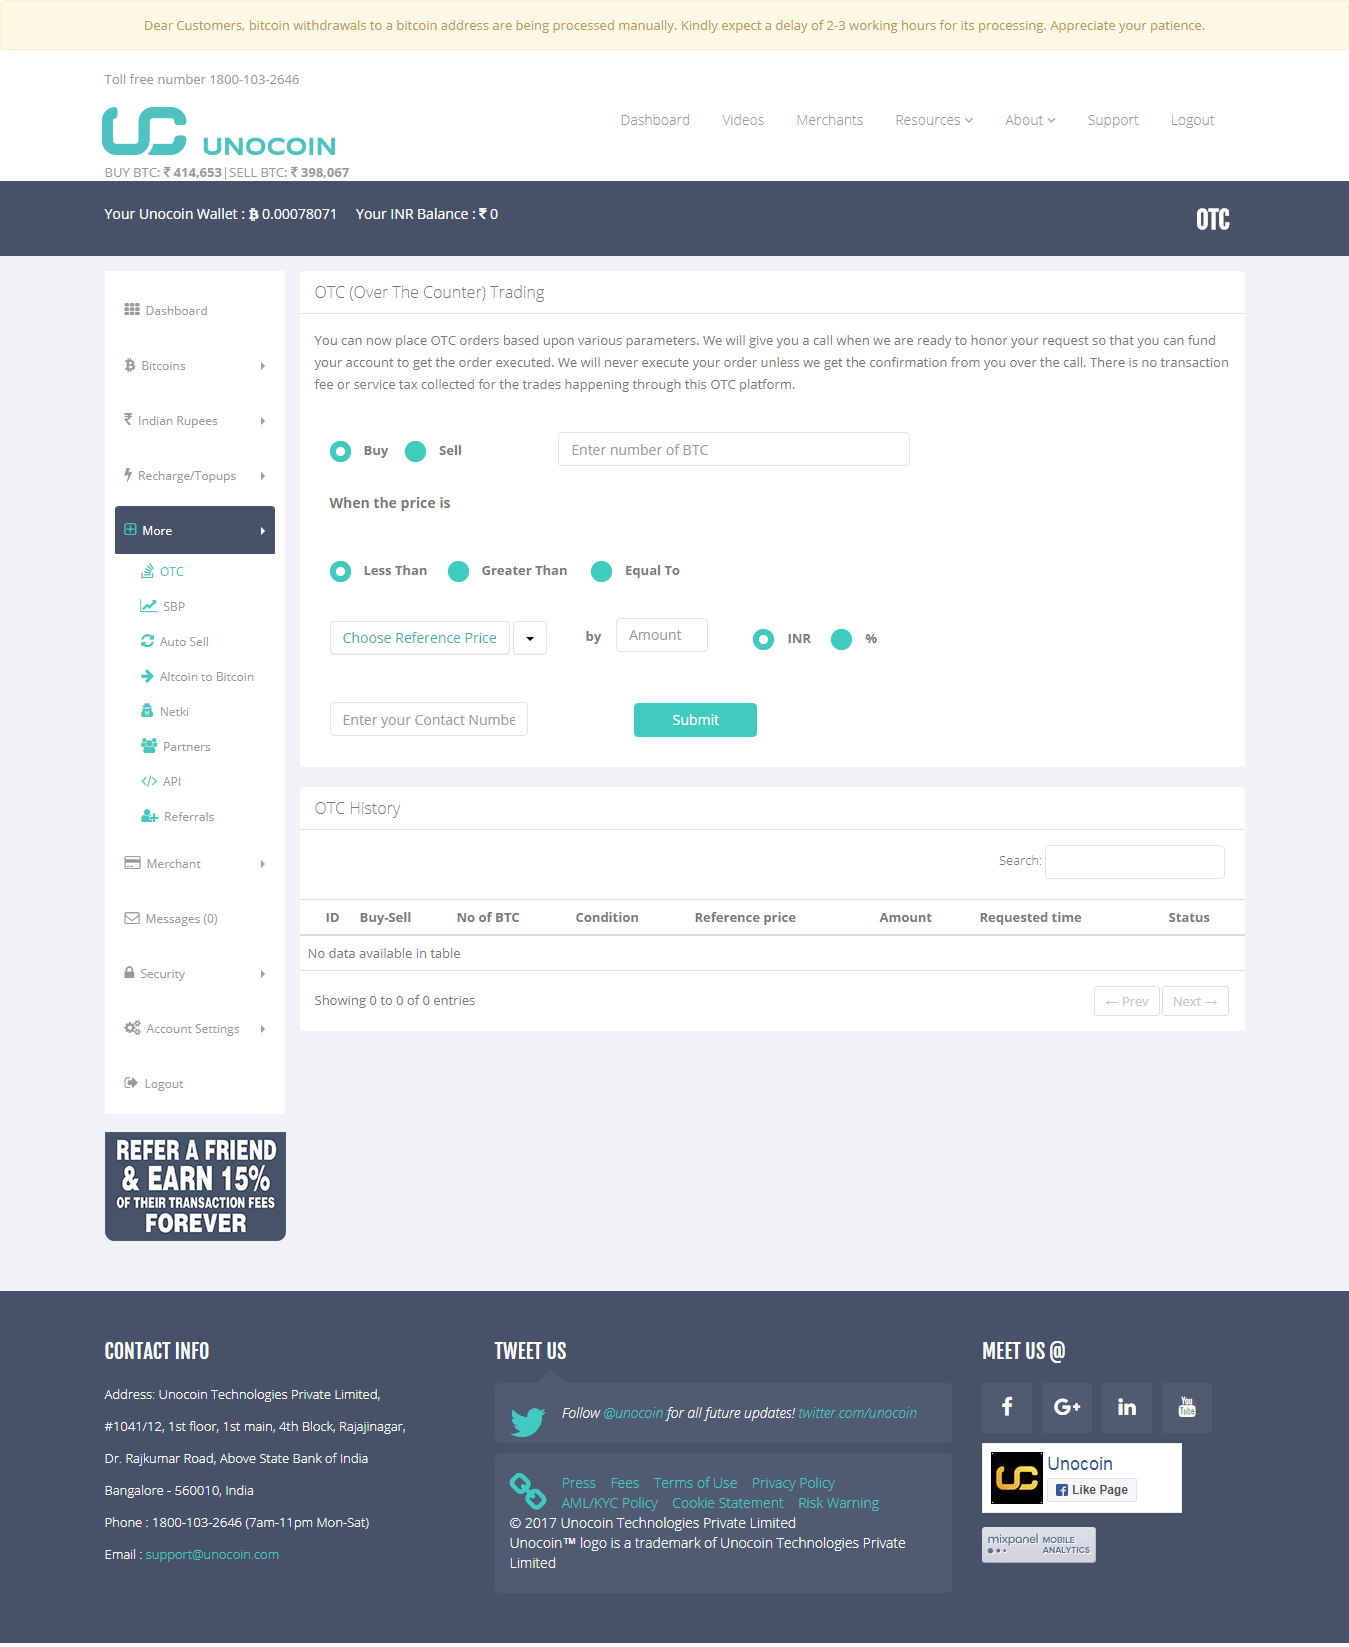 Dear Customers, bitcoin withdrawals to a bitcoin address are being processed manually. Kindly expect a delay of 2-3 working hours for its processing. Appreciate your patience.
Toll free number 1800-103-2646
UC UNOCOIN
Dashboard Videos Merchants Resources About Support Logout
BUY BTC: ₹ 414,653|SELL BTC: ₹ 398,067
Your Unocoin Wallet : ₿ 0.00078071 Your INR Balance : ₹ 0
OTC
Dashboard
Bitcoins
Indian Rupees
Recharge/Topups
More
OTC
SBP
Auto Sell
Altcoin to Bitcoin
Netki
Partners
API
Referrals
Merchant
Messages (0)
Security
Account Settings
Logout
REFER A FRIEND
& EARN 15%
OF THEIR TRANSACTION FEES
FOREVER
OTC (Over The Counter) Trading
You can now place OTC orders based upon various parameters. We will give you a call when we are ready to honor your request so that you can fund
your account to get the order executed. We will never execute your order unless we get the confirmation from you over the call. There is no transaction
fee or service tax collected for the trades happening through this OTC platform.
Buy Sell Enter number of BTC
When the price is
Less Than Greater Than Equal To
Choose Reference Price by Amount INR %
Enter your Contact Numbe Submit
OTC History
Search:
ID Buy-Sell No of BTC Condition Reference price Amount Requested time Status
No data available in table
Showing 0 to 0 of 0 entries
← Prev Next →
CONTACT INFO
Address: Unocoin Technologies Private Limited,
#1041/12, 1st floor, 1st main, 4th Block, Rajajinagar,
Dr. Rajkumar Road, Above State Bank of India
Bangalore - 560010, India
Phone : 1800-103-2646 (7am-11pm Mon-Sat)
Email : support@unocoin.com
TWEET US
Follow @unocoin for all future updates! twitter.com/unocoin
Press Fees Terms of Use Privacy Policy
AML/KYC Policy Cookie Statement Risk Warning
© 2017 Unocoin Technologies Private Limited
Unocoin™ logo is a trademark of Unocoin Technologies Private
Limited
MEET US @
f G+ in You Tube
UC Unocoin
Like Page
mixpanel MOBILE
ANALYTICS